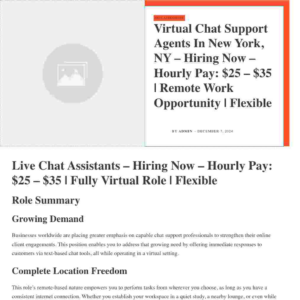 Virtual Chat Support
Agents In New York,
NY – Hiring Now –
Hourly Pay: $25 – $35
| Remote Work
Opportunity | Flexible
BY ADMIN
Live Chat Assistants – Hiring Now – Hourly Pay:
$25 – $35 | Fully Virtual Role | Flexible
Role Summary
Growing Demand
Businesses worldwide are placing greater emphasis on capable chat support professionals to strengthen their online
client engagements. This position enables you to address that growing need by offering immediate responses to
customers via text-based chat tools, all while operating in a virtual setting.
Complete Location Freedom
This role's remote-based nature empowers you to perform tasks from wherever you choose, as long as you have a
consistent internet connection. Whether you establish your workspace in a quiet study, a nearby lounge, or even while